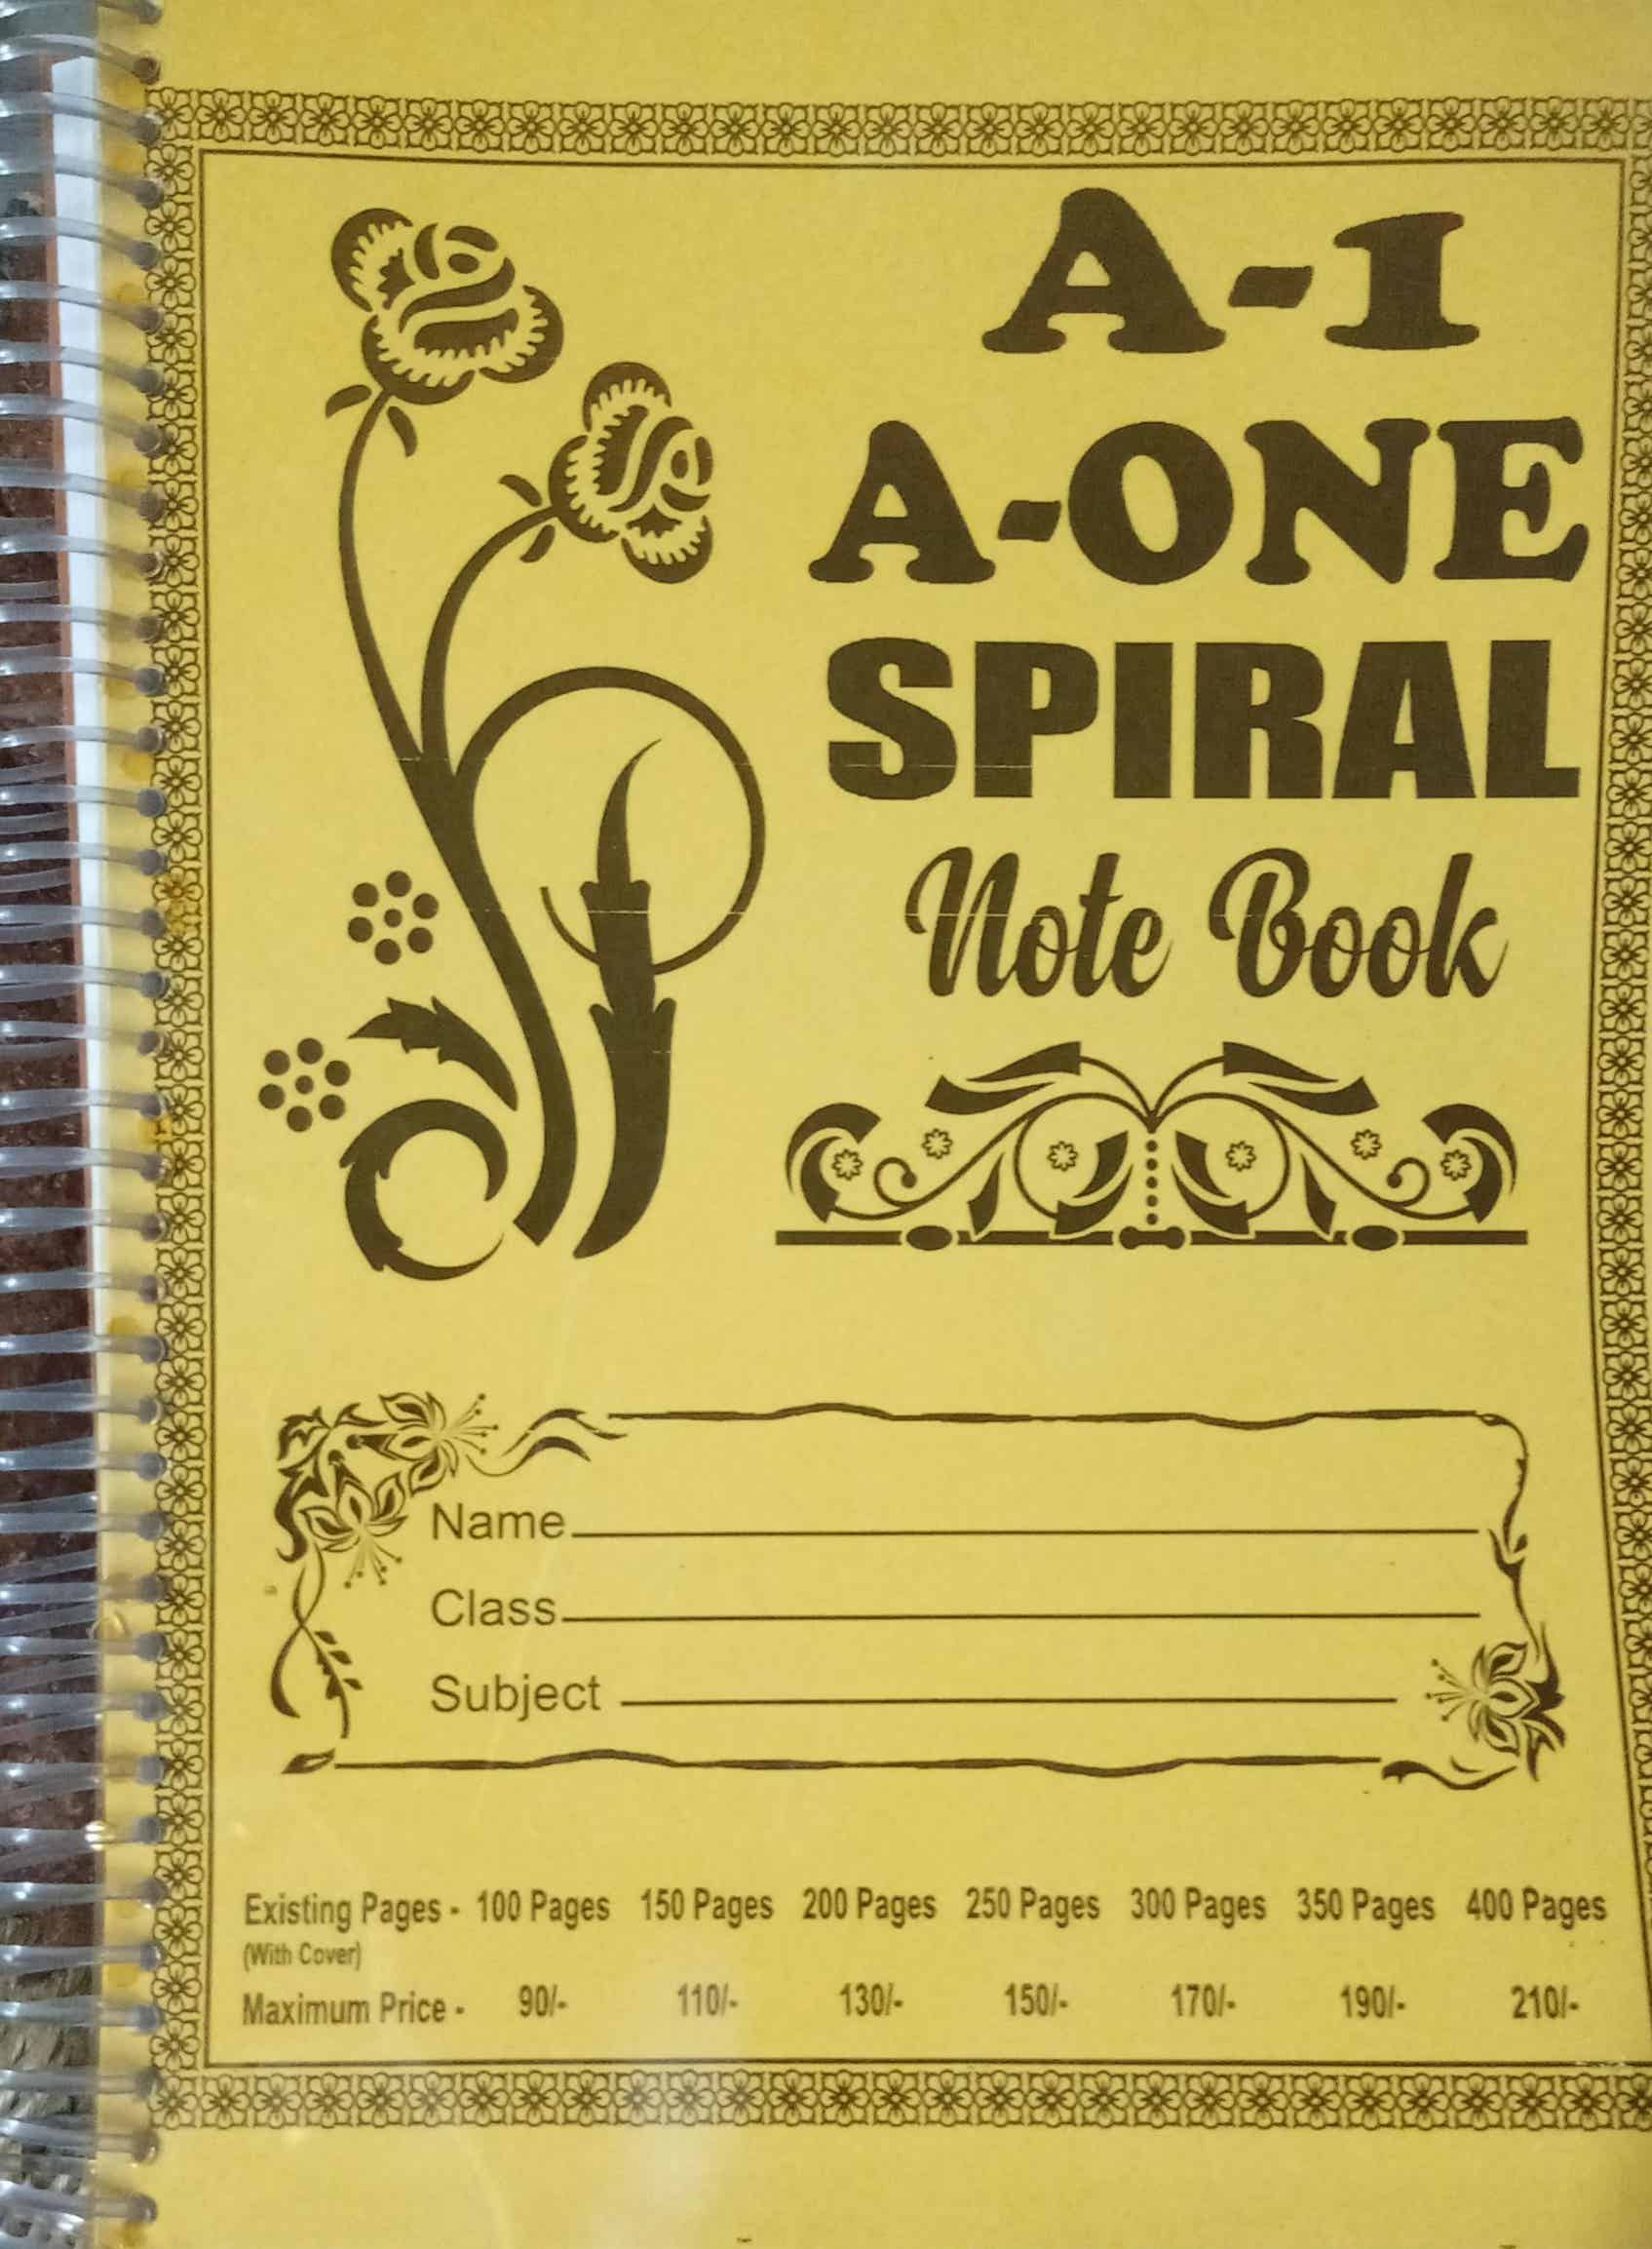 A-1
A-ONE
SPIRAL
Note Book
Name
Class
Subject
Existing Pages - 100 Pages 150 Pages 200 Pages 250 Pages 300 Pages 350 Pages 400 Pages
(With Cover)
Maximum Price - 90/- 110/- 130/- 150/- 170/- 190/- 210/-